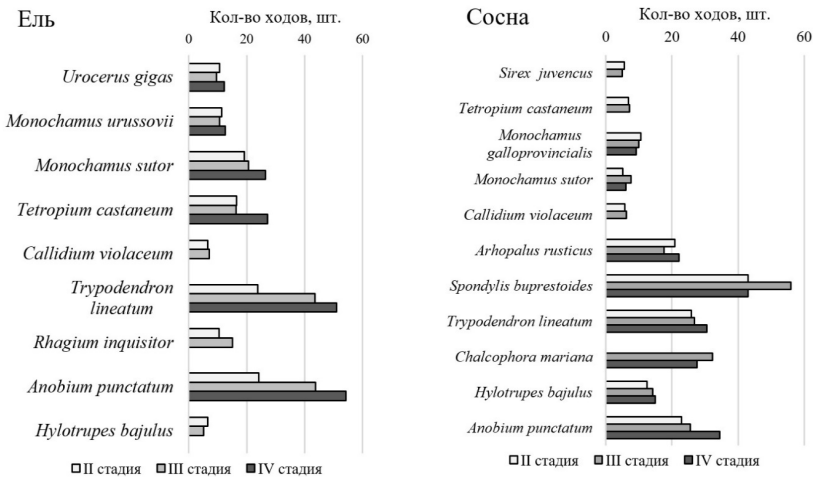 Ель
Кол-во ходов, шт.
0 20 40 60
Urocerus gigas
Monochamus urussovii
Monochamus sutor
Tetropium castaneum
Callidium violaceum
Trypodendron
lineatum
Rhagium inquisitor
Anobium punctatum
Hylotrupes bajulus
II стадия III стадия IV стадия
Сосна
Кол-во ходов, шт.
0 20 40 60
Sirex juvencus
Tetropium castaneum
Monochamus
galloprovincialis
Monochamus sutor
Callidium violaceum
Arhopalus rusticus
Spondylis buprestoides
Trypodendron lineatum
Chalcophora mariana
Hylotrupes bajulus
Anobium punctatum
II стадия III стадия IV стадия